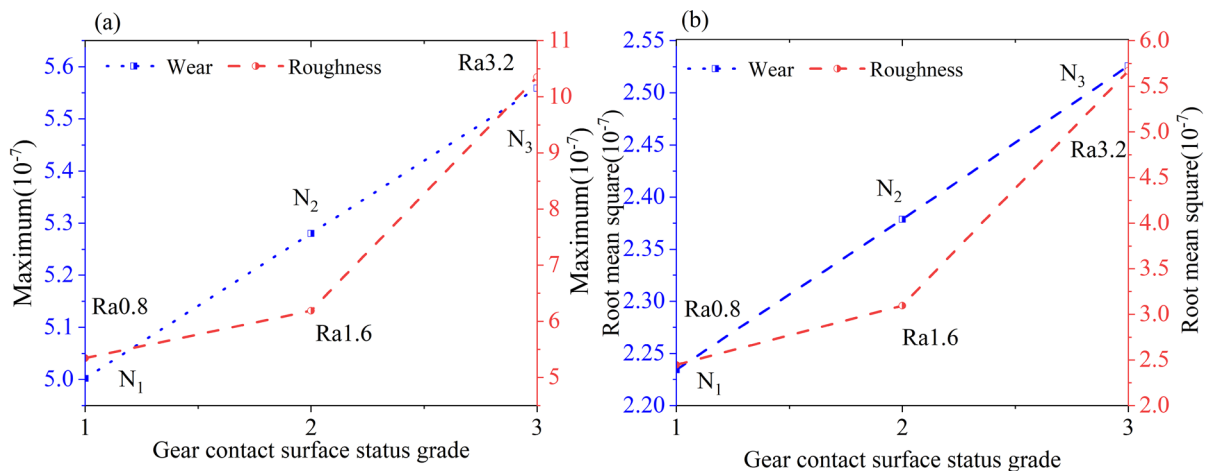 (a)
Wear
Roughness
Ra3.2
N3
N2
Ra0.8
Ra1.6
N1
5.6
5.5
5.4
5.3
5.2
5.1
5.0
Maximum(10-7)
11
10
9
8
7
6
5
Maximum(10-7)
1 2 3
Gear contact surface status grade
(b)
Wear
Roughness
N3
Ra3.2
N2
Ra0.8
Ra1.6
N1
2.55
2.50
2.45
2.40
2.35
2.30
2.25
2.20
Root mean square(10-7)
6.0
5.5
5.0
4.5
4.0
3.5
3.0
2.5
2.0
Root mean square(10-7)
1 2 3
Gear contact surface status grade